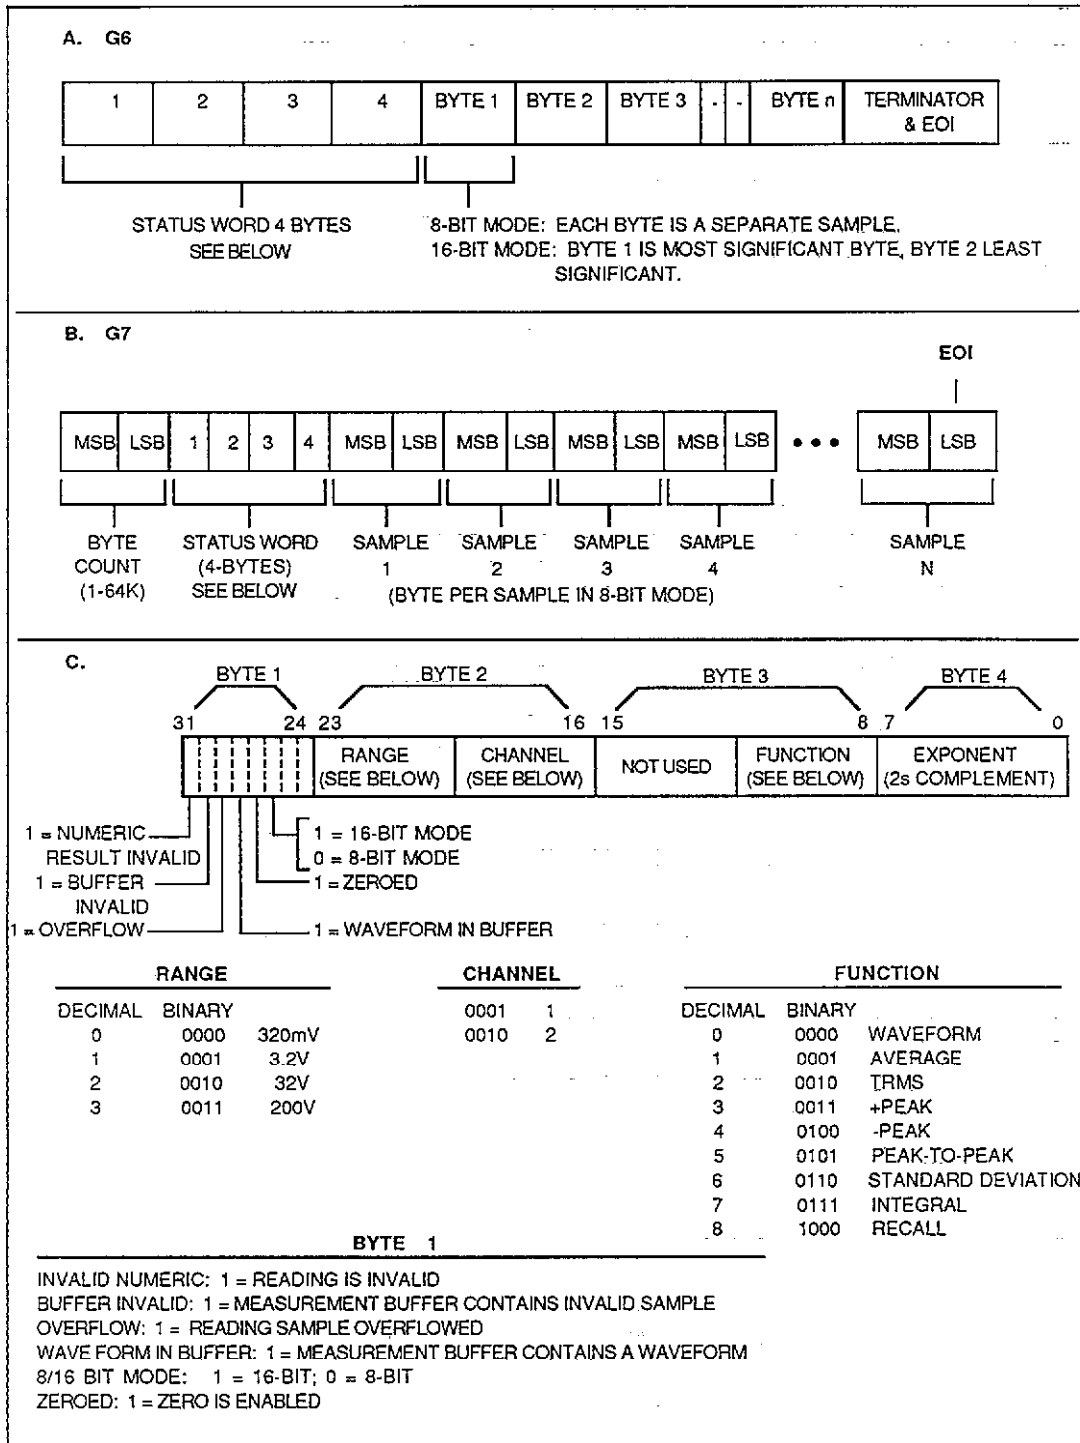 A. G6
1 2 3 4 BYTE 1 BYTE 2 BYTE 3 - - BYTE n TERMINATOR
& EOI
STATUS WORD 4 BYTES
SEE BELOW
8-BIT MODE: EACH BYTE IS A SEPARATE SAMPLE,
16-BIT MODE: BYTE 1 IS MOST SIGNIFICANT BYTE, BYTE 2 LEAST
SIGNIFICANT.
B. G7
EOI
MSB LSB 1 2 3 4 MSB LSB MSB LSB MSB LSB MSB LSB ••• MSB LSB
BYTE
COUNT
(1-64K)
STATUS WORD
(4-BYTES)
SEE BELOW
SAMPLE
1
SAMPLE
2
SAMPLE
3
SAMPLE
4
SAMPLE
N
(BYTE PER SAMPLE IN 8-BIT MODE)
C.
BYTE 1 BYTE 2 BYTE 3 BYTE 4
31 24 23 16 15 8 7 0
RANGE
(SEE BELOW)
CHANNEL
(SEE BELOW)
NOT USED
FUNCTION
(SEE BELOW)
EXPONENT
(2s COMPLEMENT)
1 = NUMERIC
RESULT INVALID
1 = BUFFER
INVALID
1 = OVERFLOW
1 = 16-BIT MODE
0 = 8-BIT MODE
1 = ZEROED
1 = WAVEFORM IN BUFFER
RANGE
DECIMAL BINARY
0 0000 320mV
1 0001 3.2V
2 0010 32V
3 0011 200V
CHANNEL
0001 1
0010 2
FUNCTION
DECIMAL BINARY
0 0000 WAVEFORM
1 0001 AVERAGE
2 0010 TRMS
3 0011 +PEAK
4 0100 -PEAK
5 0101 PEAK-TO-PEAK
6 0110 STANDARD DEVIATION
7 0111 INTEGRAL
8 1000 RECALL
BYTE 1
INVALID NUMERIC: 1 = READING IS INVALID
BUFFER INVALID: 1 = MEASUREMENT BUFFER CONTAINS INVALID SAMPLE
OVERFLOW: 1 = READING SAMPLE OVERFLOWED
WAVE FORM IN BUFFER: 1 = MEASUREMENT BUFFER CONTAINS A WAVEFORM
8/16 BIT MODE: 1 = 16-BIT; 0 = 8-BIT
ZEROED: 1 = ZERO IS ENABLED